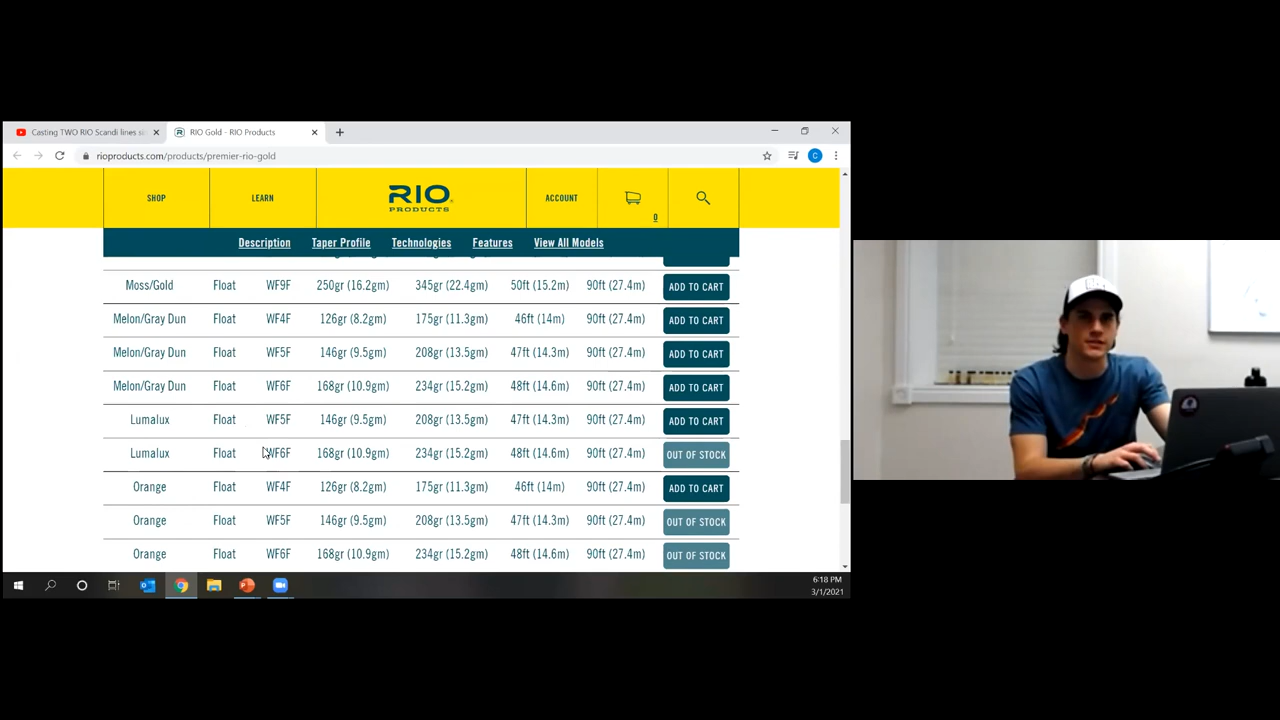 Casting TWO RIO Scandi lines si
RIO Gold - RIO Products
rioproducts.com/products/premier-rio-gold
C
SHOP
LEARN
RIO
PRODUCTS
ACCOUNT
0
Description Taper Profile Technologies Features View All Models
Moss/Gold Float WF9F 250gr (16.2gm) 345gr (22.4gm) 50ft (15.2m) 90ft (27.4m) ADD TO CART
Melon/Gray Dun Float WF4F 126gr (8.2gm) 175gr (11.3gm) 46ft (14m) 90ft (27.4m) ADD TO CART
Melon/Gray Dun Float WF5F 146gr (9.5gm) 208gr (13.5gm) 47ft (14.3m) 90ft (27.4m) ADD TO CART
Melon/Gray Dun Float WF6F 168gr (10.9gm) 234gr (15.2gm) 48ft (14.6m) 90ft (27.4m) ADD TO CART
Lumalux Float WF5F 146gr (9.5gm) 208gr (13.5gm) 47ft (14.3m) 90ft (27.4m) ADD TO CART
Lumalux Float WF6F 168gr (10.9gm) 234gr (15.2gm) 48ft (14.6m) 90ft (27.4m) OUT OF STOCK
Orange Float WF4F 126gr (8.2gm) 175gr (11.3gm) 46ft (14m) 90ft (27.4m) ADD TO CART
Orange Float WF5F 146gr (9.5gm) 208gr (13.5gm) 47ft (14.3m) 90ft (27.4m) OUT OF STOCK
Orange Float WF6F 168gr (10.9gm) 234gr (15.2gm) 48ft (14.6m) 90ft (27.4m) OUT OF STOCK
6:18 PM
3/1/2021